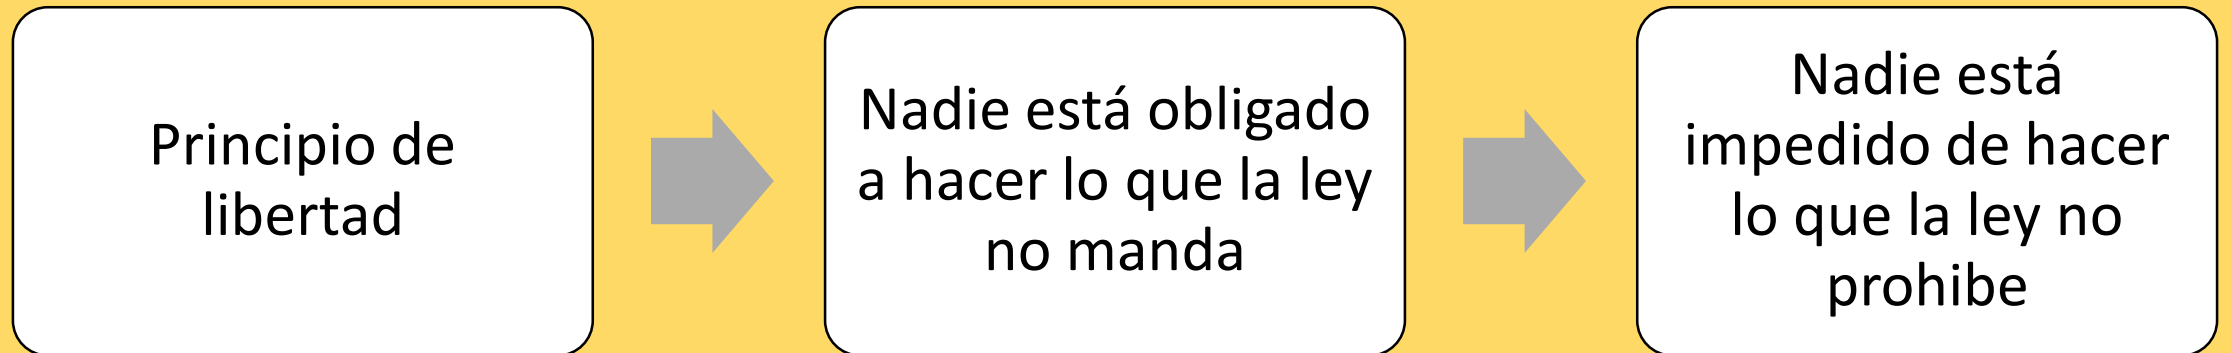 Principio de
libertad
Nadie está obligado
a hacer lo que la ley
no manda
Nadie está
impedido de hacer
lo que la ley no
prohibe